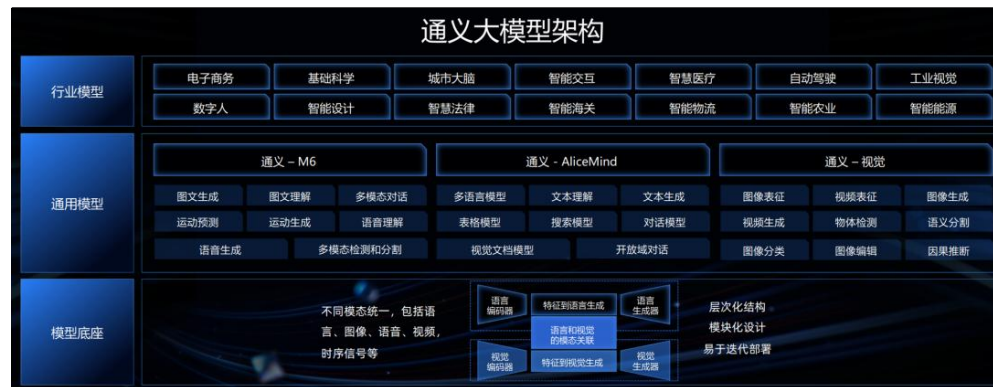 通义大模型架构
行业模型
电子商务 基础科学 城市大脑 智能交互 智慧医疗 自动驾驶 工业视觉
数字人 智能设计 智慧法律 智能海关 智能物流 智能农业 智能能源
通用模型
通义 – M6 通义 - AliceMind 通义 – 视觉
图文生成 图文理解 多模态对话 多语言模型 文本理解 文本生成 图像表征 视频表征 图像生成
运动预测 运动生成 语音理解 表格模型 搜索模型 对话模型 视频生成 物体检测 语义分割
语音生成 多模态检测和分割 视觉文档模型 开放域对话 图像分类 图像编辑 因果推断
模型底座
不同模态统一，包括语
言、图像、语音、视频，
时序信号等
语言
编码器
特征到语言生成
语言
生成器
语言和视觉
的模态关联
视觉
编码器
特征到视觉生成
视觉
生成器
层次化结构
模块化设计
易于迭代部署